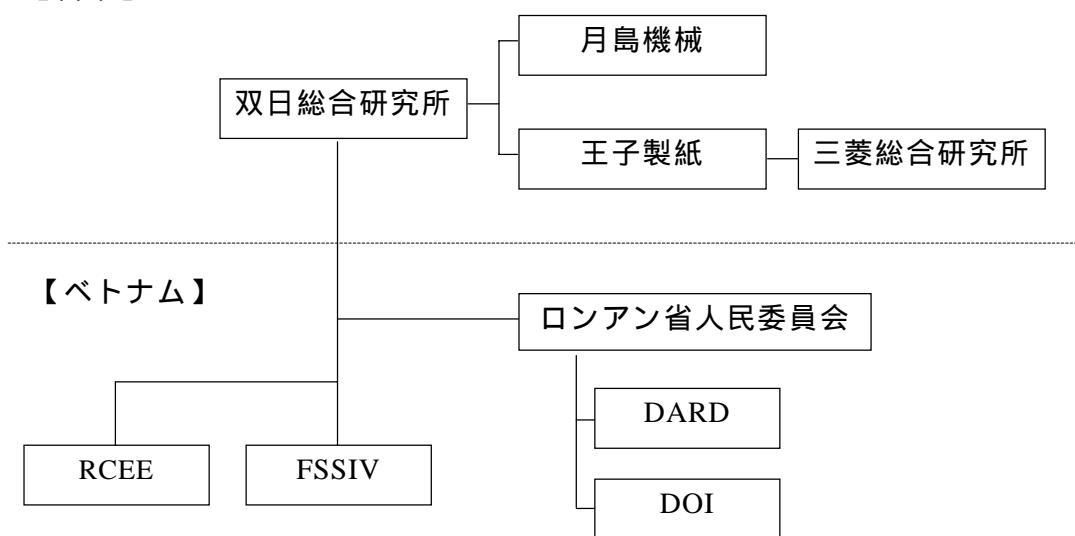 月島機械
双日総合研究所
王子製紙
三菱総合研究所
【ベトナム】
ロンアン省人民委員会
DARD
RCEE
FSSIV
DOI